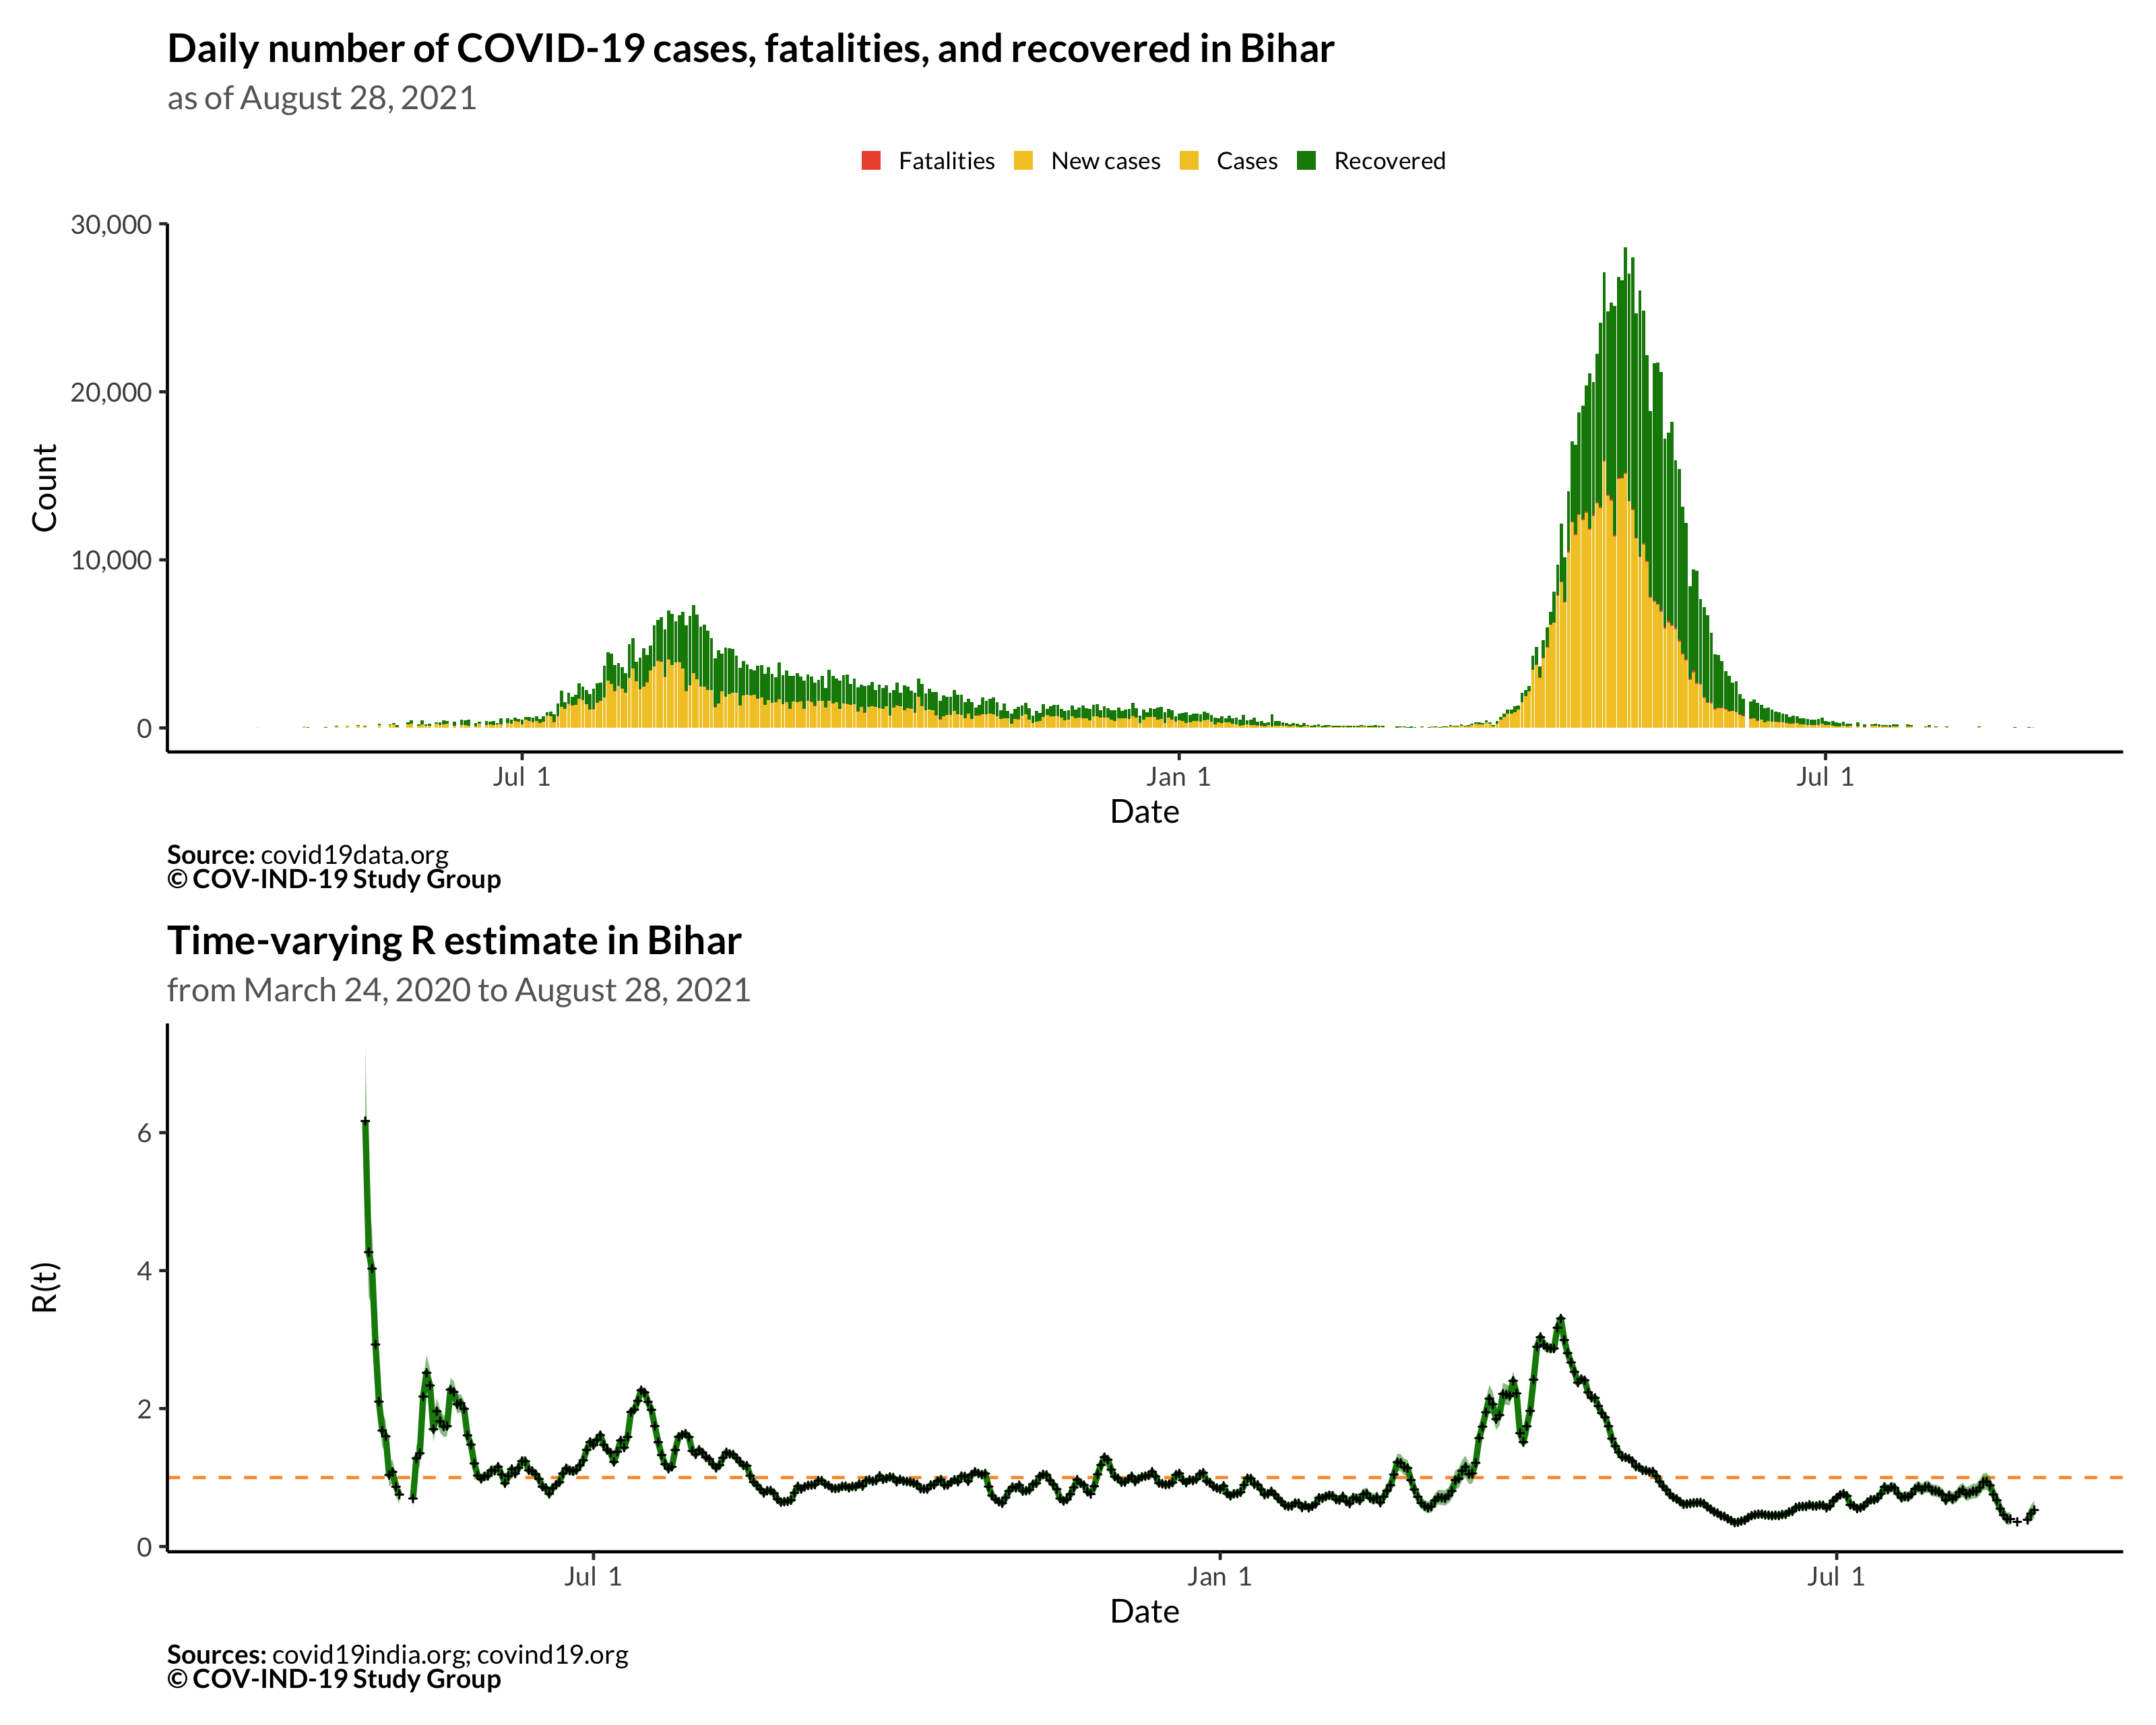 Daily number of COVID-19 cases, fatalities, and recovered in Bihar
as of August 28, 2021
Fatalities New cases Cases Recovered
30,000
20,000
10,000
0
Count
Jul 1 Jan 1 Jul 1
Date
Source: covid19data.org
© COV-IND-19 Study Group
Time-varying R estimate in Bihar
from March 24, 2020 to August 28, 2021
6
4
2
0
R(t)
Jul 1 Jan 1 Jul 1
Date
Sources: covid19india.org; covind19.org
© COV-IND-19 Study Group